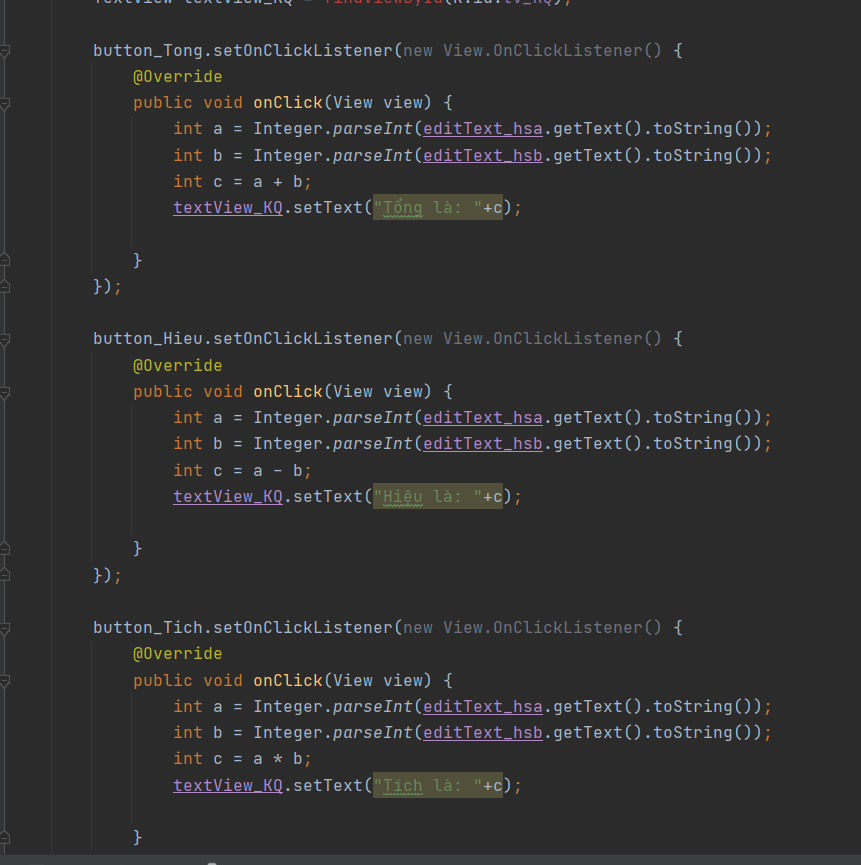 TextView textView_KQ = findViewById(R.id.tv_KQ);
button_Tong.setOnClickListener(new View.OnClickListener() {
@Override
public void onClick(View view) {
int a = Integer.parseInt(editText_hsa.getText().toString());
int b = Integer.parseInt(editText_hsb.getText().toString());
int c = a + b;
textView_KQ.setText("Tổng là: "+c);
}
});
button_Hieu.setOnClickListener(new View.OnClickListener() {
@Override
public void onClick(View view) {
int a = Integer.parseInt(editText_hsa.getText().toString());
int b = Integer.parseInt(editText_hsb.getText().toString());
int c = a - b;
textView_KQ.setText("Hiệu là: "+c);
}
});
button_Tich.setOnClickListener(new View.OnClickListener() {
@Override
public void onClick(View view) {
int a = Integer.parseInt(editText_hsa.getText().toString());
int b = Integer.parseInt(editText_hsb.getText().toString());
int c = a * b;
textView_KQ.setText("Tích là: "+c);
}